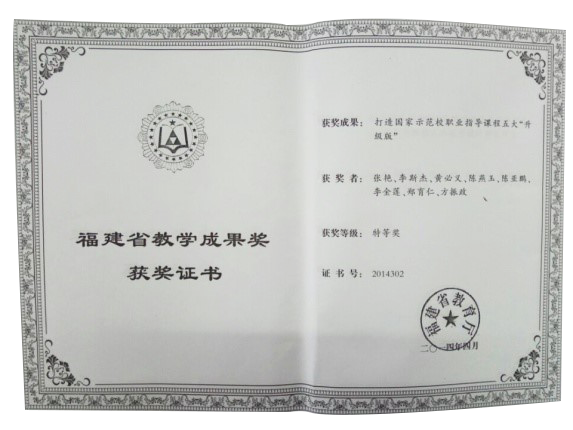 福建省教学成果奖
获奖证书
获奖成果: 打造国家示范校职业指导课程五大“升
级版”
获 奖 者: 张艳、李斯杰、黄必义、陈燕玉、陈亚鹏、
李金莲、郑育仁、方振政
获奖等级: 特等奖
证 书 号: 2014302
福建省教育厅
二〇一四年四月